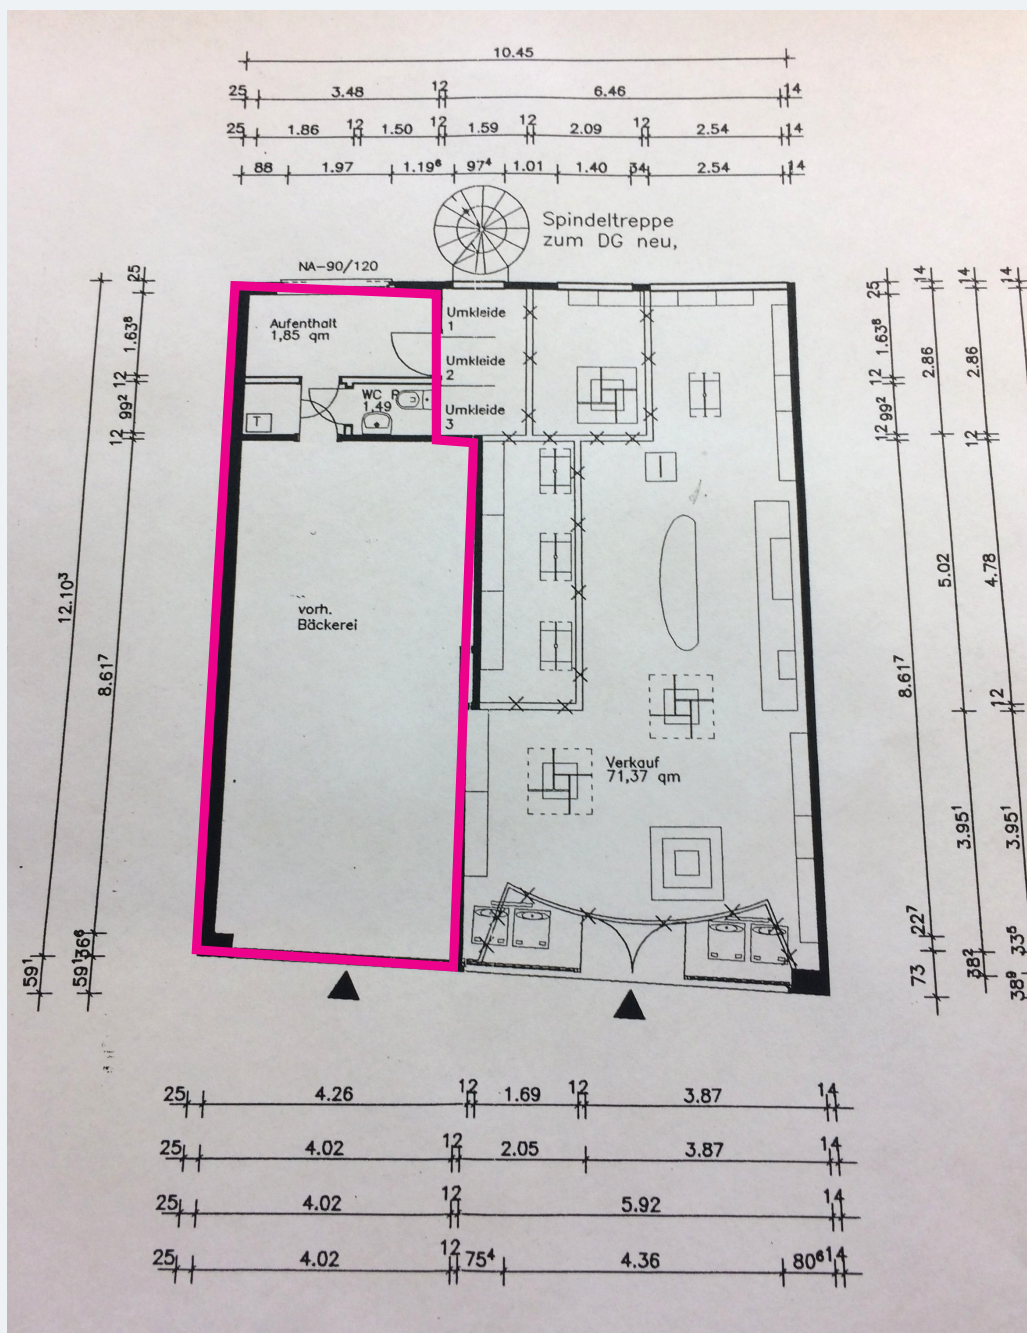 10.45
25 3.48 12 6.46 14
25 1.86 12 1.50 12 1.59 12 2.09 12 2.54 14
88 1.97 1.19⁶ 97⁴ 1.01 1.40 34 2.54 14
Spindeltreppe
zum DG neu,
NA-90/120
Aufenthalt
1,85 qm
Umkleide
1
Umkleide
2
Umkleide
3
WC P
1.49
T
vorh.
Bäckerei
Verkauf
71,37 qm
12.10³
59¹
25
1.63⁸
12
99²
12
8.61⁷
36⁶
59¹
25
1.63⁸
12
99²
12
8.61⁷
22⁷
73
14
2.86
5.02
3.95¹
38²
14
2.86
12
4.78
12
3.95¹
33⁵
38⁹
14
25 4.26 12 1.69 12 3.87 14
25 4.02 12 2.05 3.87 14
25 4.02 12 5.92 14
25 4.02 12 75⁴ 4.36 80⁶ 14